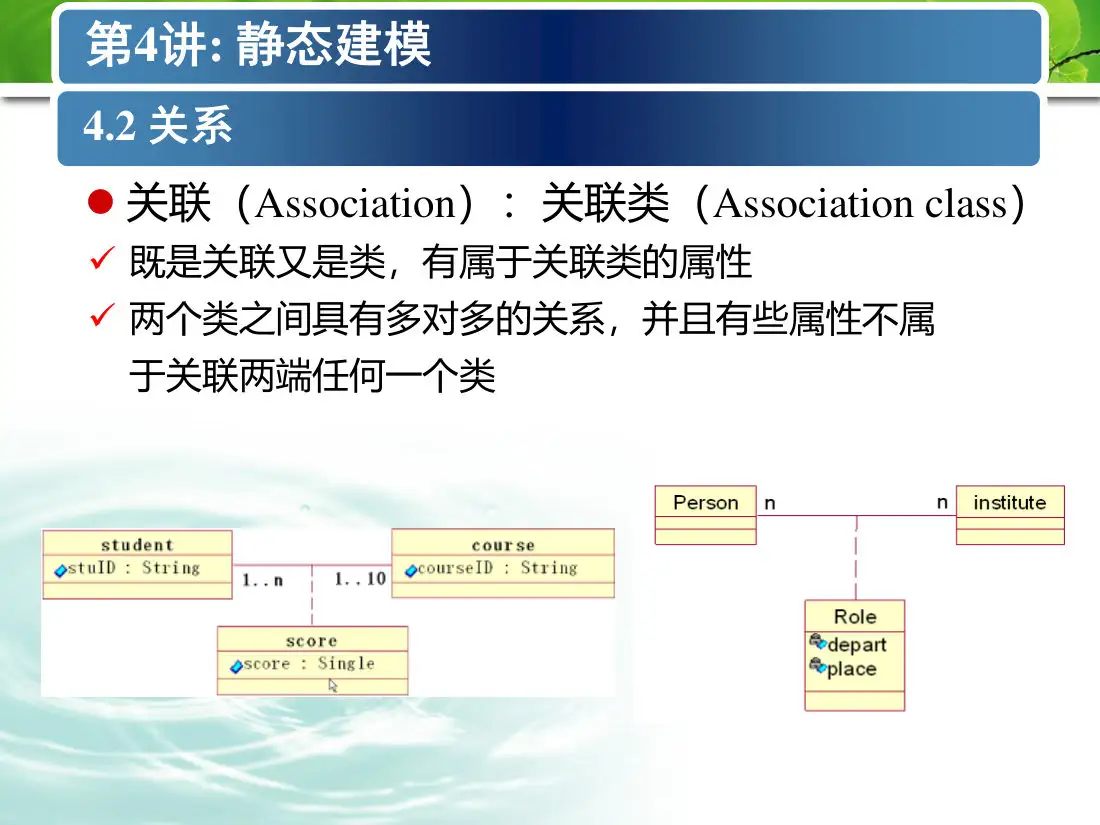 第4讲: 静态建模
4.2 关系
关联（Association）：关联类（Association class）
既是关联又是类，有属于关联类的属性
两个类之间具有多对多的关系，并且有些属性不属
于关联两端任何一个类
student
stuID : String
1..n
1..10
course
courseID : String
score
score : Single
Person
n
n
institute
Role
depart
place